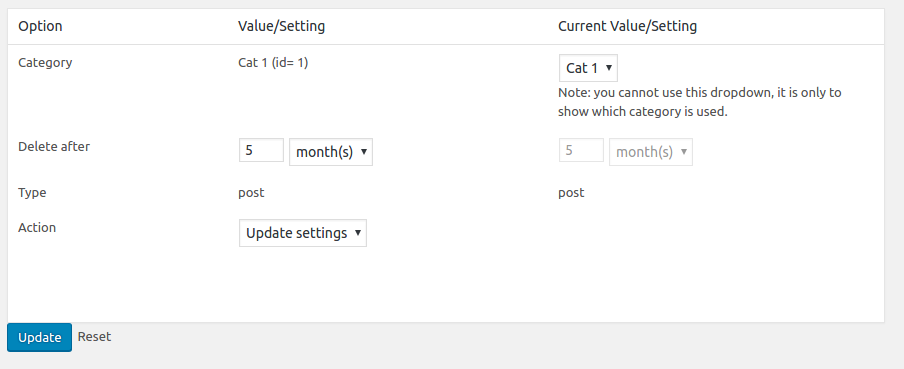 Option Value/Setting Current Value/Setting
Category Cat 1 (id= 1) Cat 1
Note: you cannot use this dropdown, it is only to
show which category is used.
Delete after 5 month(s) 5 month(s)
Type post post
Action Update settings
Update Reset